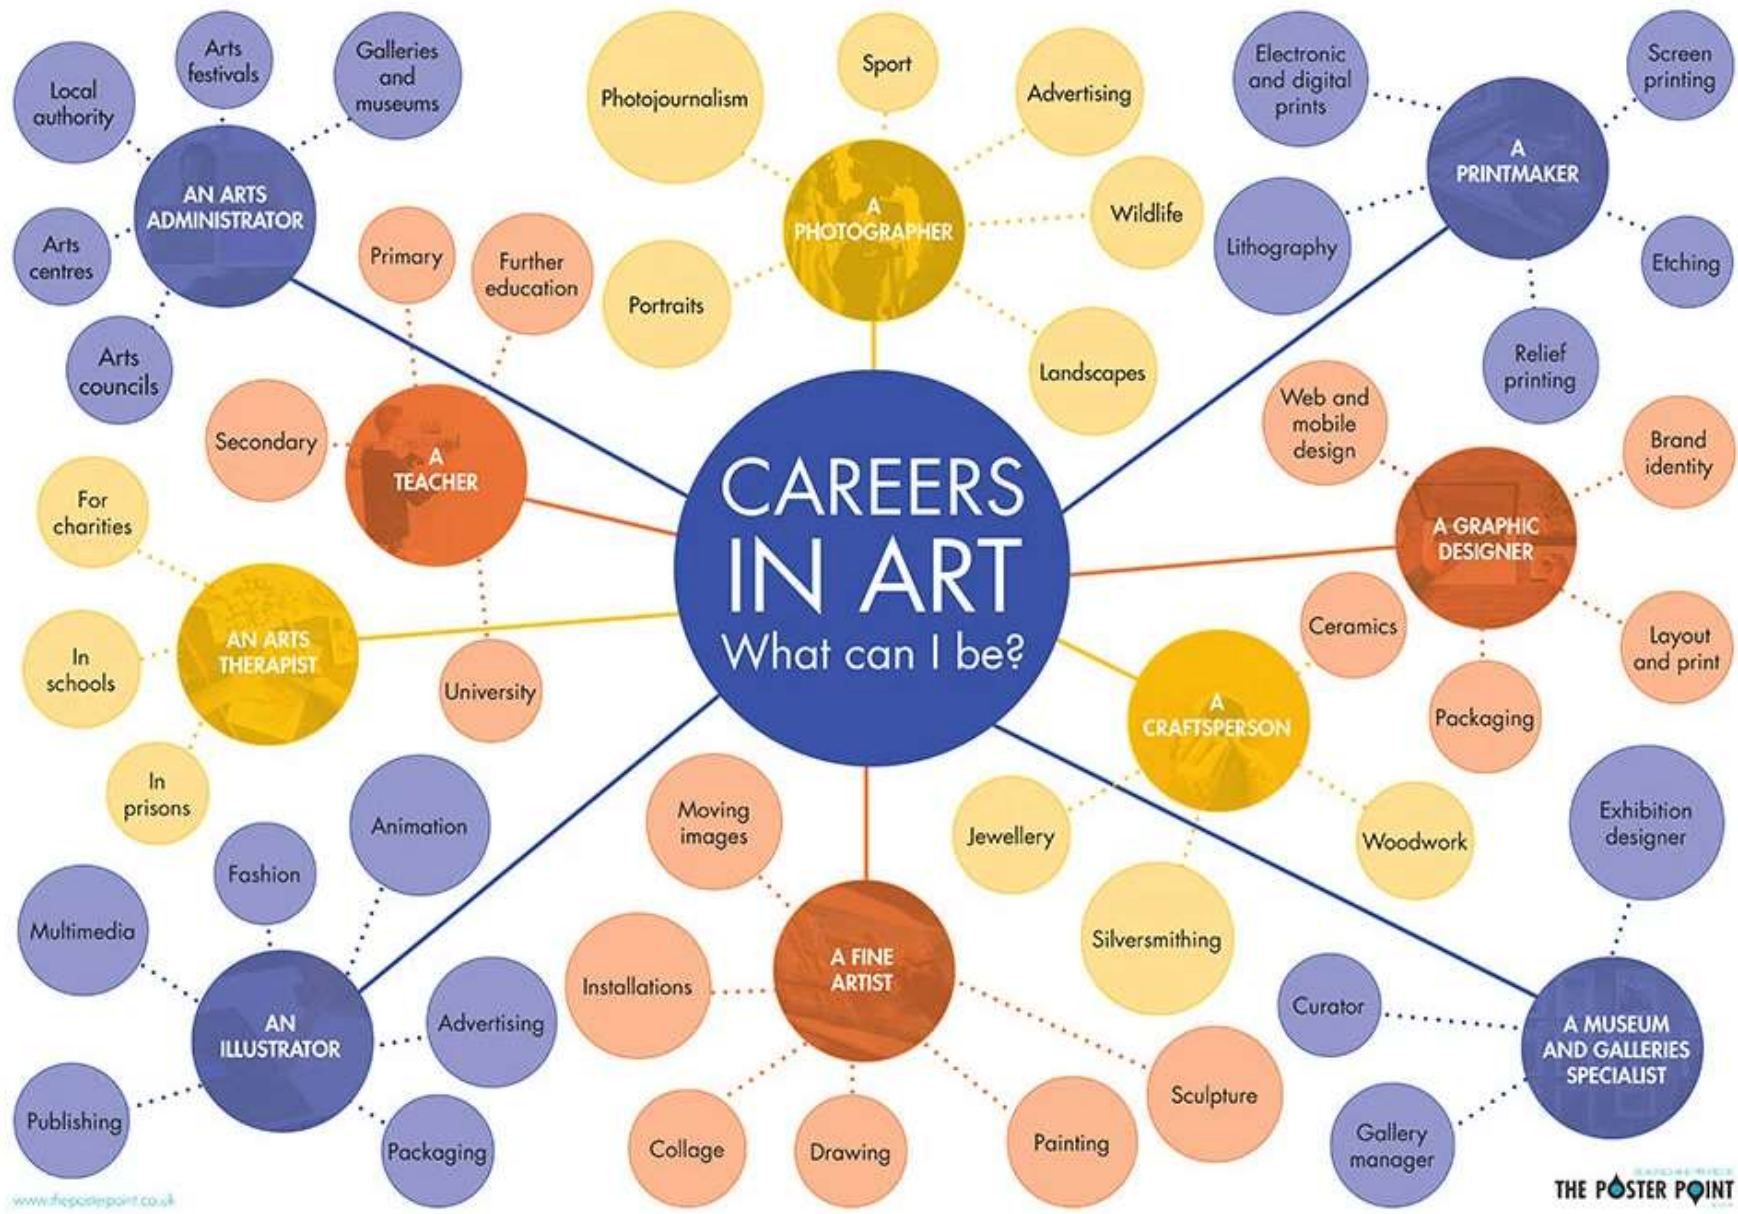 CAREERS
IN ART
What can I be?
AN ARTS
ADMINISTRATOR
Local
authority
Arts
festivals
Galleries
and
museums
Arts
centres
Arts
councils
A
PHOTOGRAPHER
Photojournalism
Sport
Advertising
Wildlife
Landscapes
Portraits
A
PRINTMAKER
Electronic
and digital
prints
Screen
printing
Etching
Relief
printing
Lithography
A
TEACHER
Primary
Further
education
Secondary
University
A GRAPHIC
DESIGNER
Web and
mobile
design
Brand
identity
Layout
and print
Packaging
AN ARTS
THERAPIST
For
charities
In
schools
In
prisons
A
CRAFTSPERSON
Ceramics
Woodwork
Silversmithing
Jewellery
AN
ILLUSTRATOR
Multimedia
Fashion
Animation
Advertising
Packaging
Publishing
A FINE
ARTIST
Moving
images
Installations
Collage
Drawing
Painting
Sculpture
A MUSEUM
AND GALLERIES
SPECIALIST
Exhibition
designer
Curator
Gallery
manager
www.theposterpoint.co.uk
THE POSTER POINT